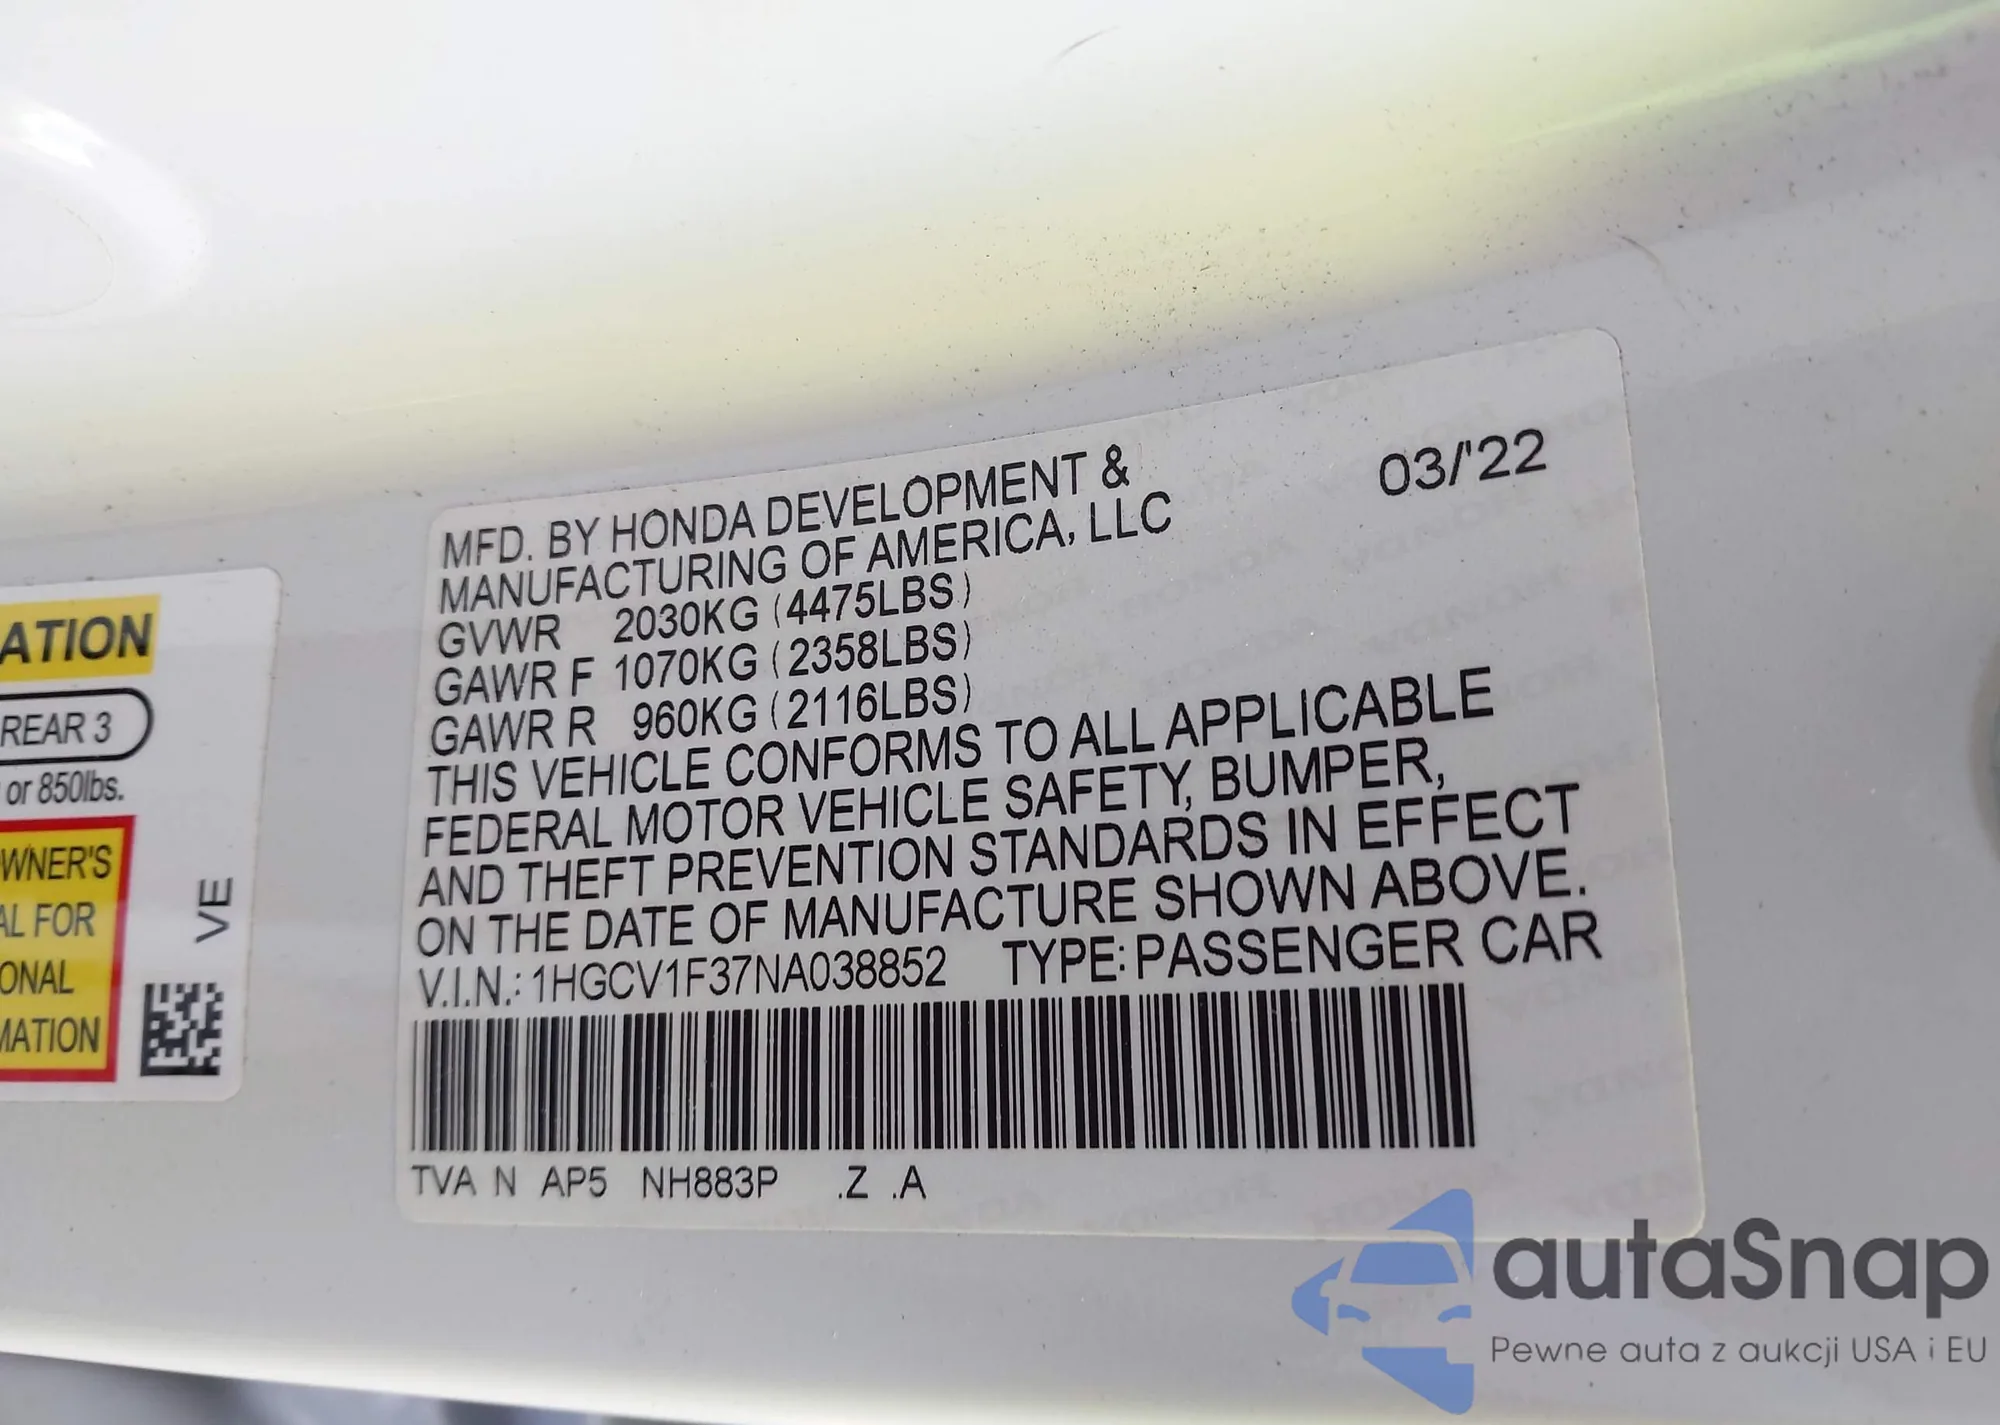 MFD. BY HONDA DEVELOPMENT &
MANUFACTURING OF AMERICA, LLC
03/'22
GVWR 2030KG (4475LBS)
GAWR F 1070KG (2358LBS)
GAWR R 960KG (2116LBS)
THIS VEHICLE CONFORMS TO ALL APPLICABLE
FEDERAL MOTOR VEHICLE SAFETY, BUMPER,
AND THEFT PREVENTION STANDARDS IN EFFECT
ON THE DATE OF MANUFACTURE SHOWN ABOVE.
V.I.N.: 1HGCV1F37NA038852 TYPE: PASSENGER CAR
TVA N AP5 NH883P .Z .A
ATION
REAR 3
or 850lbs.
WNER'S
AL FOR
ONAL
MATION
VE
autaSnap
Pewne auta z aukcji USA i EU